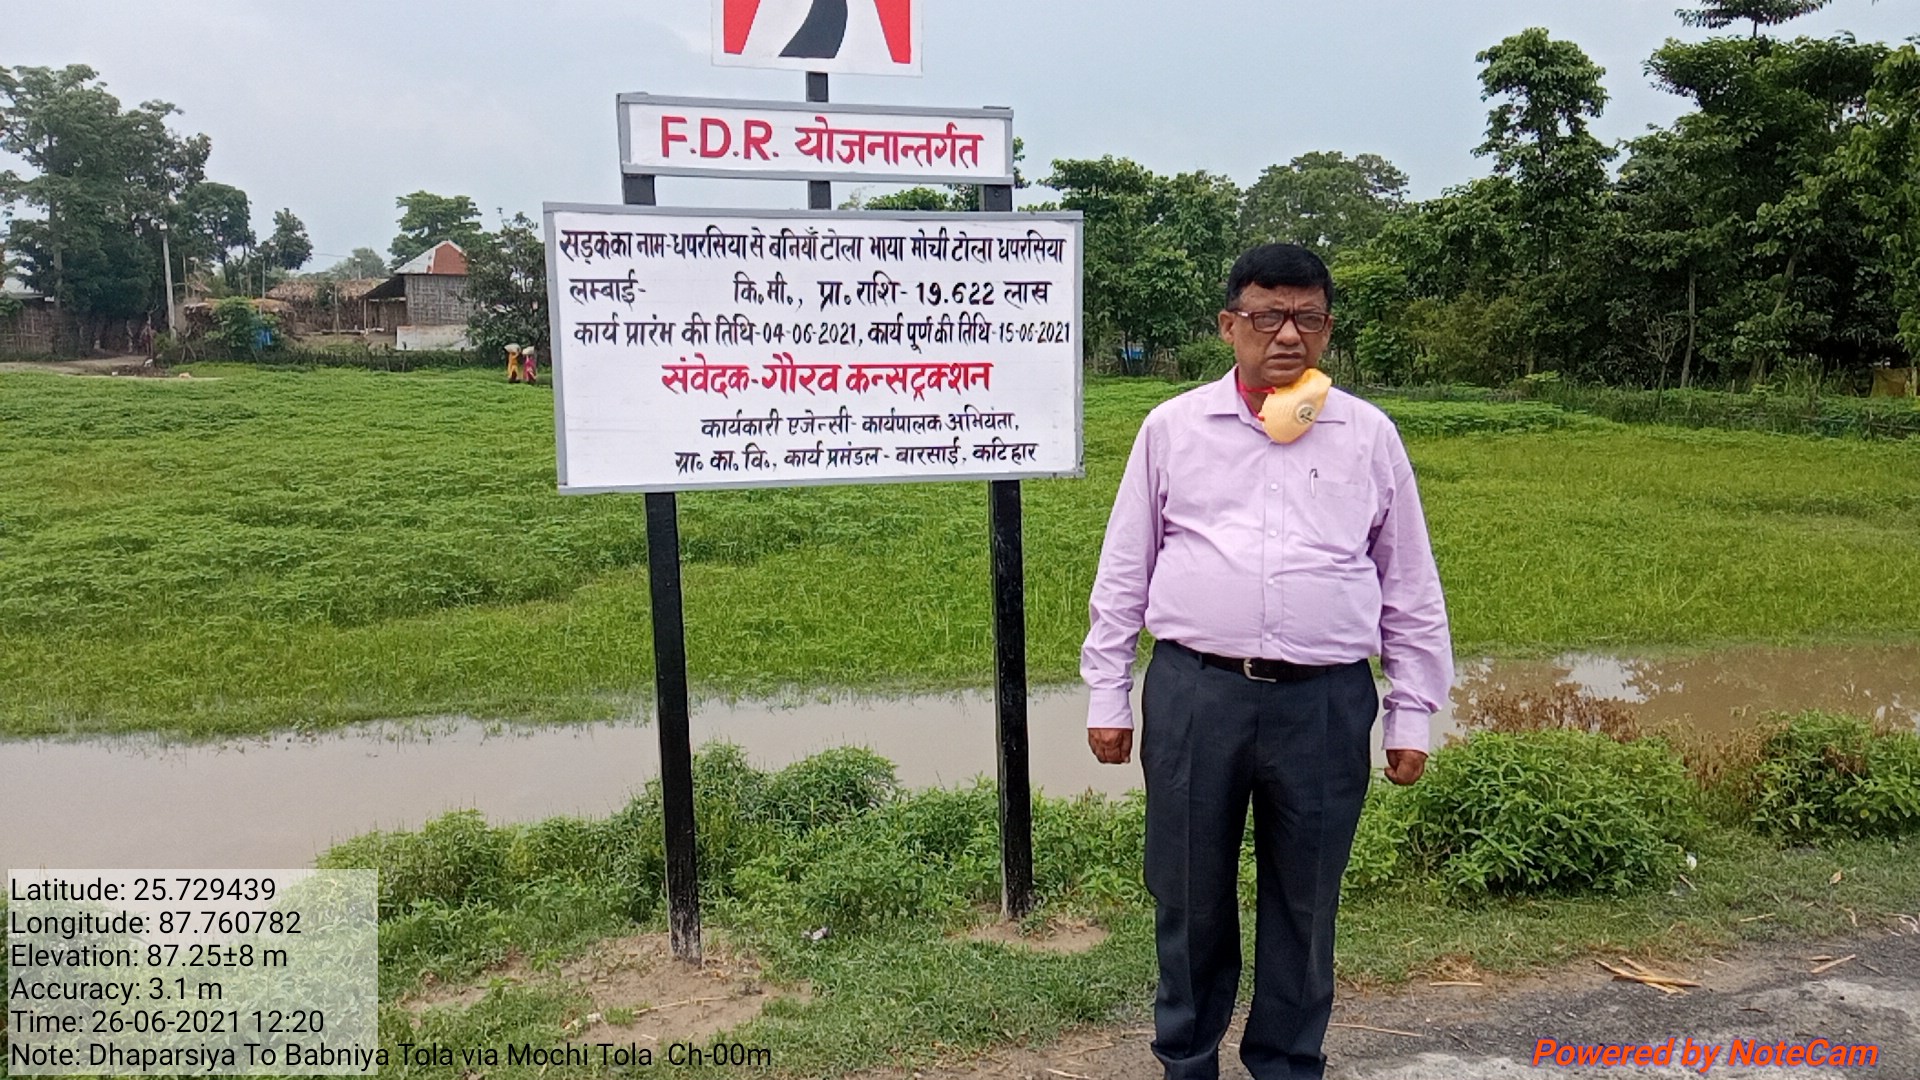 F.D.R. योजनान्तर्गत
सड़कका नाम-धपरसिया से बनियाँ टोला भाया मोची टोला धपरसिया
लम्बाई- कि॰मी॰, प्रा॰ राशि- 19.622 लाख
कार्य प्रारंभ की तिथि-04-06-2021, कार्य पूर्ण की तिथि-15-06-2021
संवेदक-गौरव कन्सट्रक्शन
कार्यकारी एजेन्सी- कार्यपालक अभियंता,
ग्रा॰ का॰ वि॰, कार्य प्रमंडल - बारसाई, कटिहार
Latitude: 25.729439
Longitude: 87.760782
Elevation: 87.25±8 m
Accuracy: 3.1 m
Time: 26-06-2021 12:20
Note: Dhaparsiya To Babniya Tola via Mochi Tola Ch-00m
Powered by NoteCam